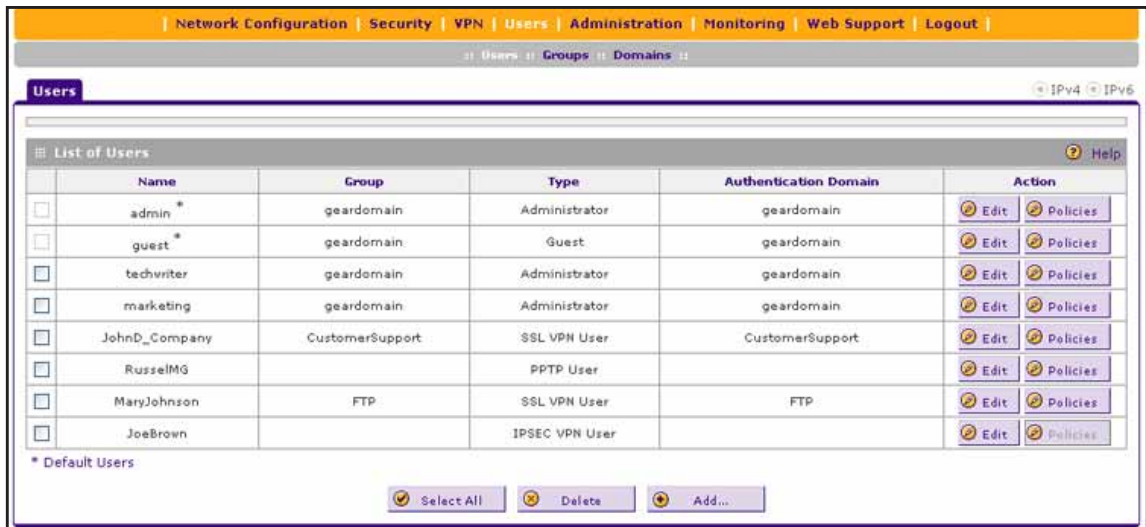 | Network Configuration | Security | VPN | Users | Administration | Monitoring | Web Support | Logout |
:: Users :: Groups :: Domains ::
Users IPv4 IPv6
List of Users Help
Name Group Type Authentication Domain Action
admin * geardomain Administrator geardomain Edit Policies
guest * geardomain Guest geardomain Edit Policies
techwriter geardomain Administrator geardomain Edit Policies
marketing geardomain Administrator geardomain Edit Policies
JohnD_Company CustomerSupport SSL VPN User CustomerSupport Edit Policies
RusselMG PPTP User Edit Policies
MaryJohnson FTP SSL VPN User FTP Edit Policies
JoeBrown IPSEC VPN User Edit Policies
* Default Users
Select All Delete Add...